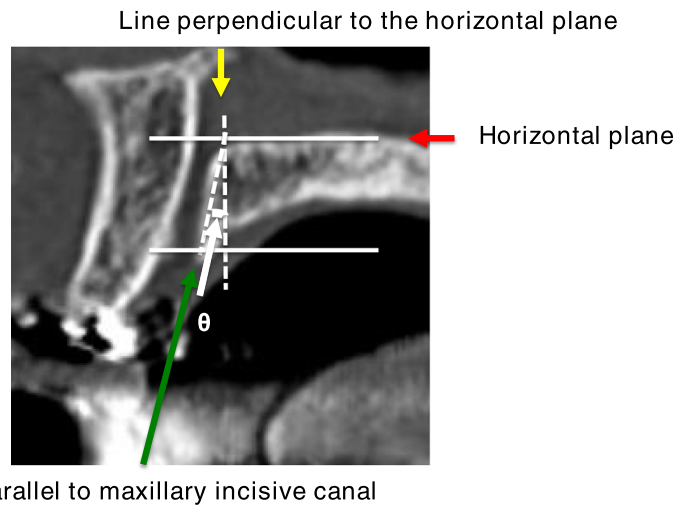 Line perpendicular to the horizontal plane
Horizontal plane
θ
arallel to maxillary incisive canal